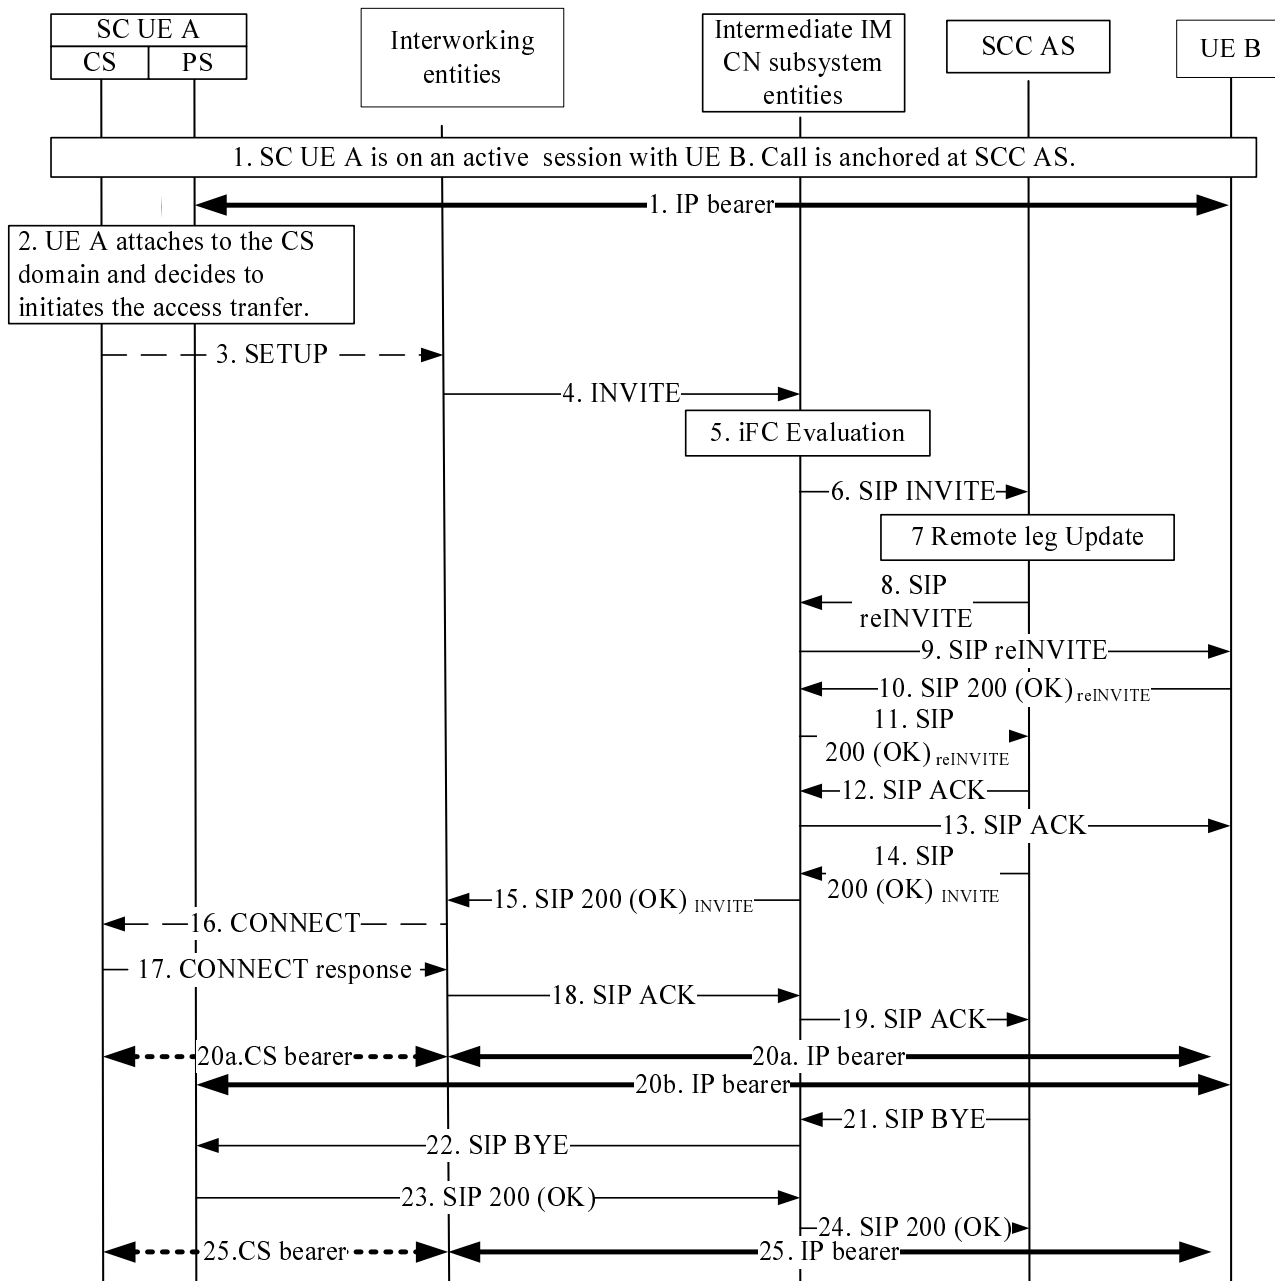 SC UE A
CS PS
Interworking
entities
Intermediate IM
CN subsystem
entities
SCC AS
UE B
1. SC UE A is on an active session with UE B. Call is anchored at SCC AS.
1. IP bearer
2. UE A attaches to the CS
domain and decides to
initiates the access tranfer.
3. SETUP
4. INVITE
5. iFC Evaluation
6. SIP INVITE
7 Remote leg Update
8. SIP
reINVITE
9. SIP reINVITE
10. SIP 200 (OK) reINVITE
11. SIP
200 (OK) reINVITE
12. SIP ACK
13. SIP ACK
14. SIP
200 (OK) INVITE
15. SIP 200 (OK) INVITE
16. CONNECT
17. CONNECT response
18. SIP ACK
19. SIP ACK
20a.CS bearer
20a. IP bearer
20b. IP bearer
21. SIP BYE
22. SIP BYE
23. SIP 200 (OK)
24. SIP 200 (OK)
25.CS bearer
25. IP bearer